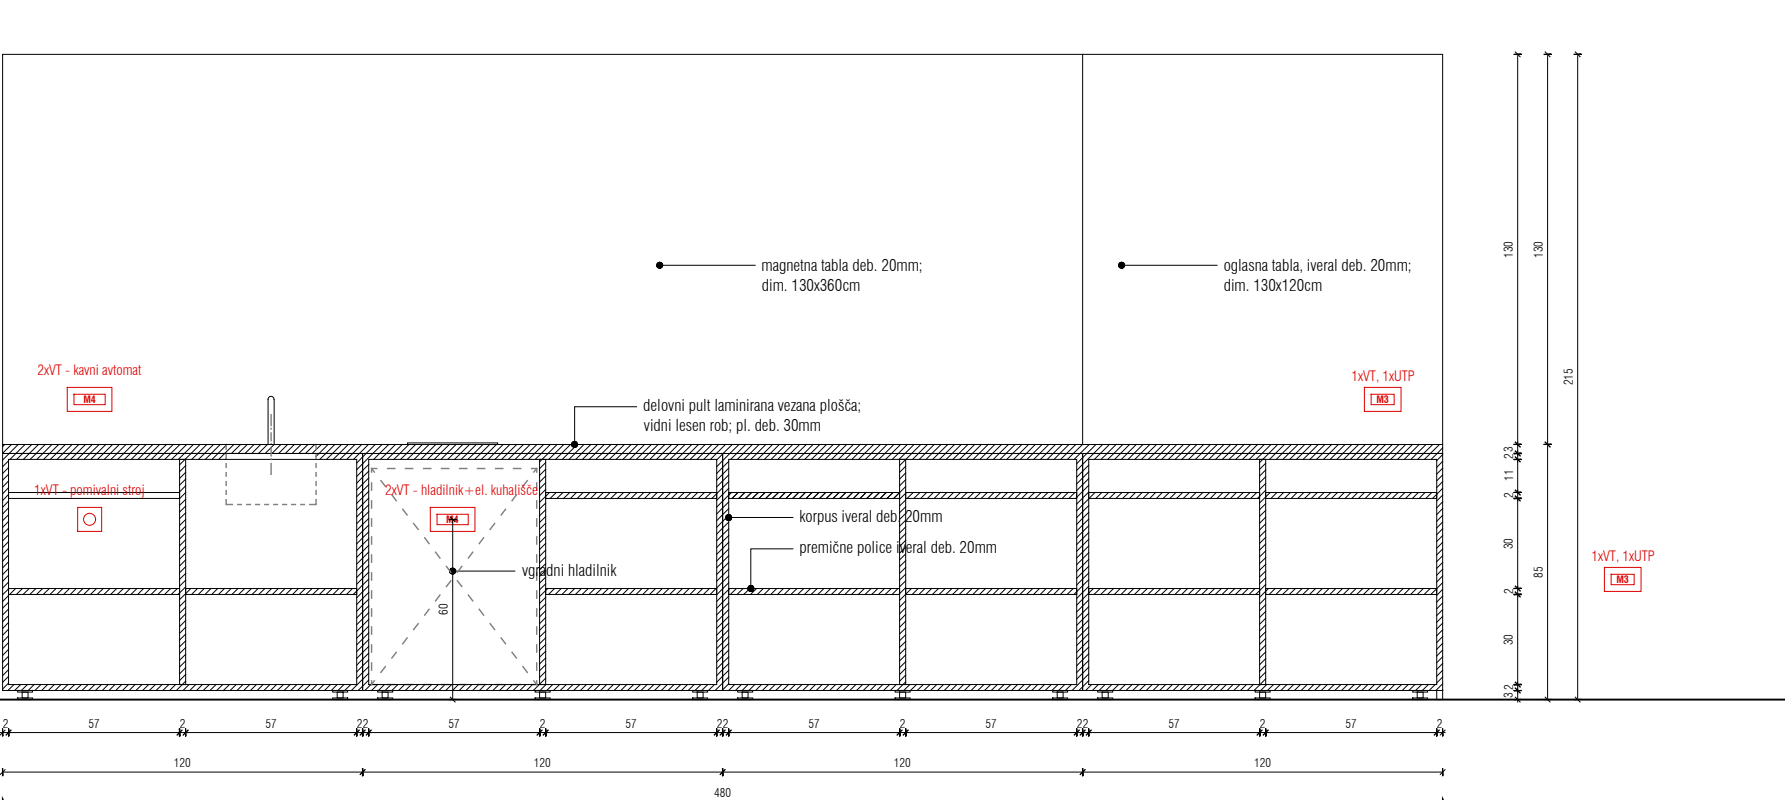 magnetna tabla deb. 20mm;
dim. 130x360cm
oglasna tabla, iveral deb. 20mm;
dim. 130x120cm
130
130
2xVT - kavni avtomat
M4
1xVT, 1xUTP
M3
215
delovni pult laminirana vezana plošča;
vidni lesen rob; pl. deb. 30mm
3
2
11
2
1xVT - pomivalni stroj
2xVT - hladilnik+el. kuhališče
M4
korpus iveral deb. 20mm
premične police iveral deb. 20mm
30
vgradni hladilnik
85
1xVT, 1xUTP
M3
2
60
30
2
3
2 57 2 57 22 57 2 57 22 57 2 57 22 57 2 57 2
120 120 120 120
480